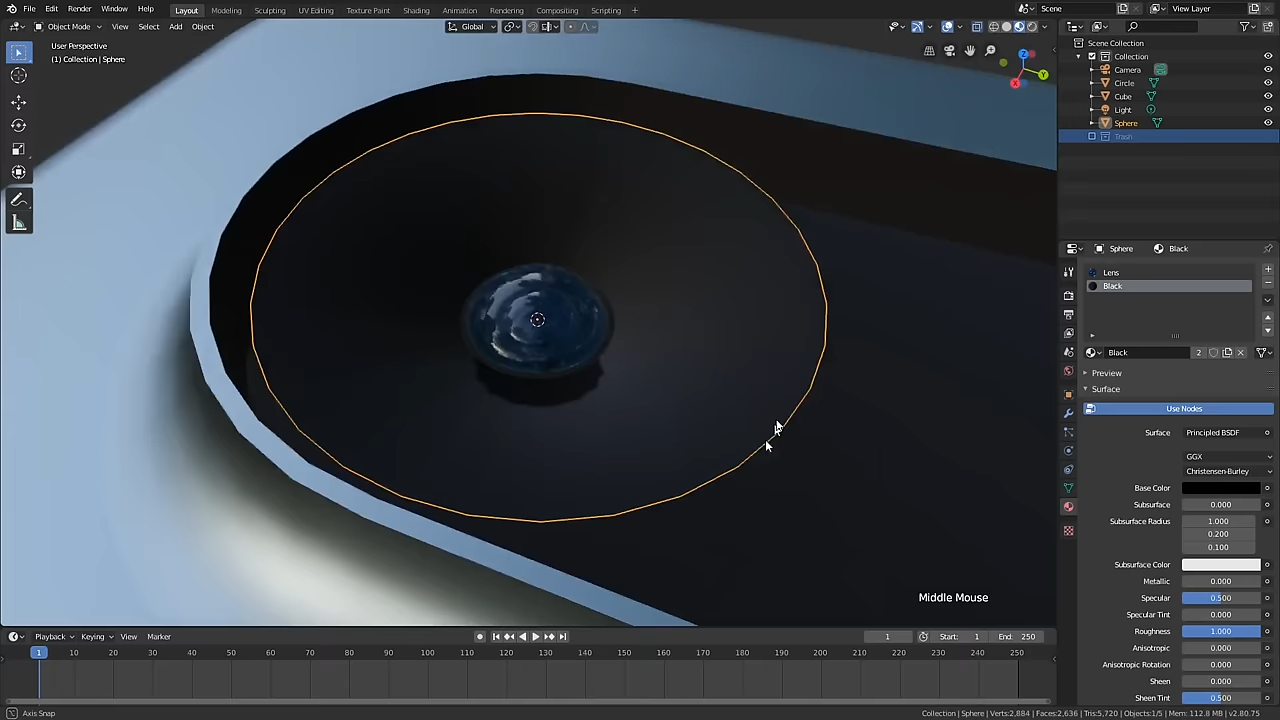 File Edit Render Window Help Layout Modeling Sculpting UV Editing Texture Paint Shading Animation Rendering Compositing Scripting + Scene View Layer
Object Mode View Select Add Object Global
User Perspective
(1) Collection | Sphere
Z
Y
X
Scene Collection
Collection
Camera
Circle
Cube
Light
Sphere
Trash
Sphere Black
Lens
Black
Black 2
Preview
Surface
Use Nodes
Surface Principled BSDF
GGX
Christensen-Burley
Base Color
Subsurface 0.000
Subsurface Radius 1.000
0.200
0.100
Subsurface Color
Metallic 0.000
Specular 0.500
Specular Tint 0.000
Roughness 1.000
Anisotropic 0.000
Anisotropic Rotation 0.000
Sheen 0.000
Sheen Tint 0.500
Middle Mouse
Playback Keying View Marker 1 Start: 1 End: 250
1 10 20 30 40 50 60 70 80 90 100 110 120 130 140 150 160 170 180 190 200 210 220 230 240 250
Axis Snap Collection | Sphere | Verts:2,884 | Faces:2,636 | Tris:5,720 | Objects:1/5 | Mem: 112.8 MB | v2.80.75